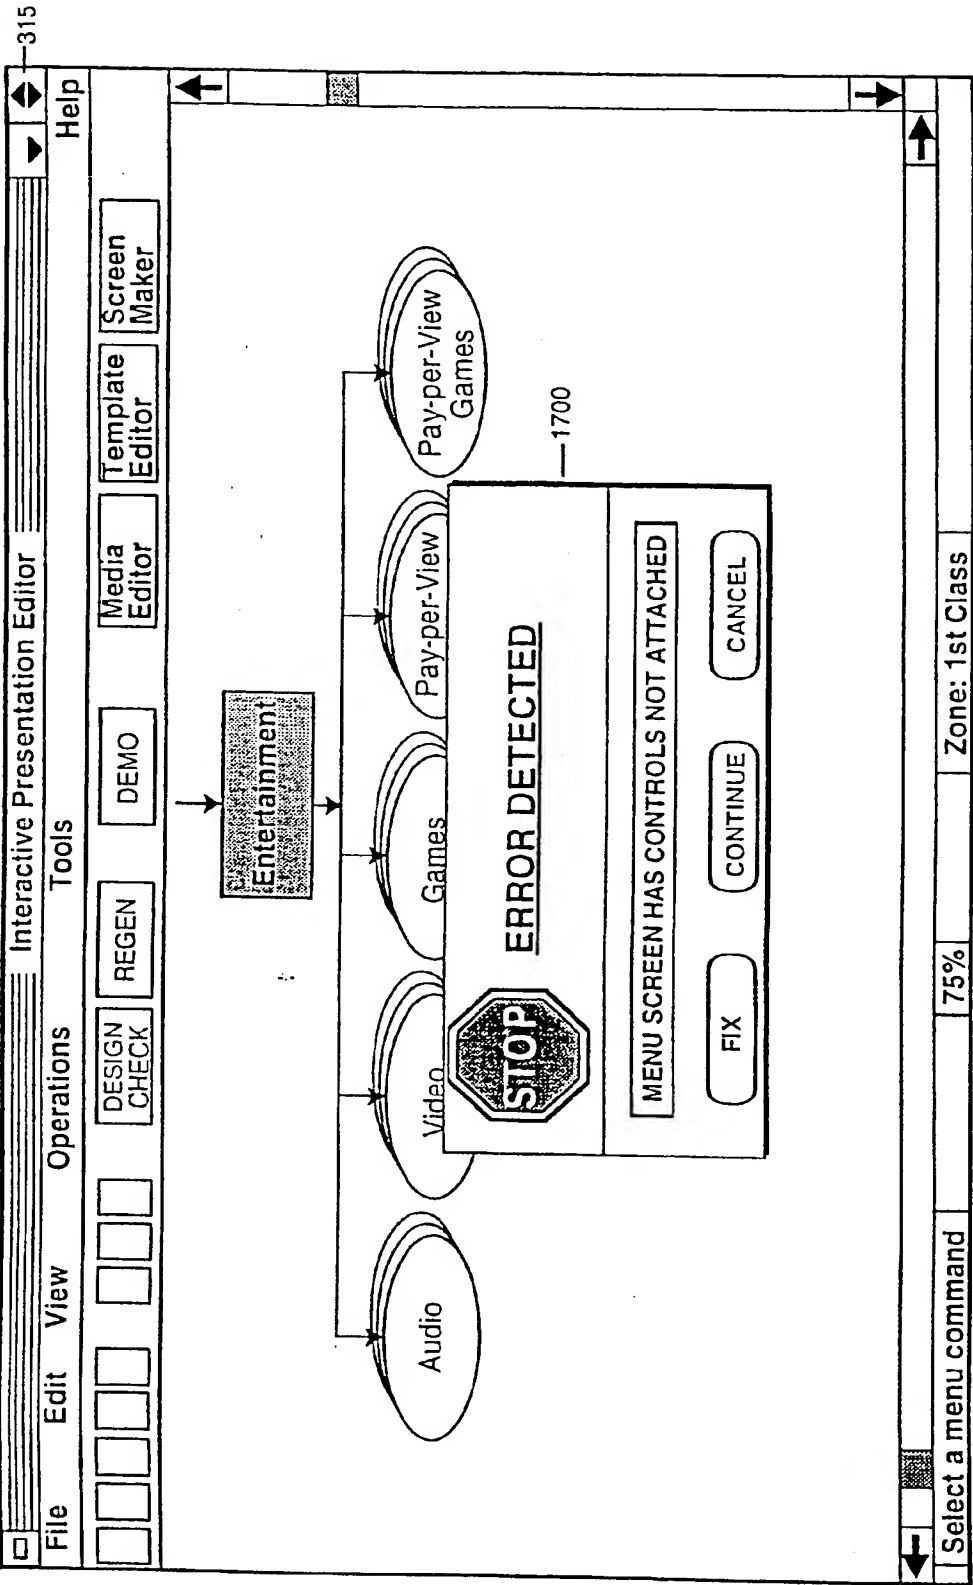 315
Interactive Presentation Editor
File Edit View Operations Tools Help
DESIGN
CHECK
REGEN
DEMO
Media
Editor
Template
Editor
Screen
Maker
Entertainment
Audio
Video
Games
Pay-per-View
Pay-per-View
Games
1700
STOP
ERROR DETECTED
MENU SCREEN HAS CONTROLS NOT ATTACHED
FIX
CONTINUE
CANCEL
Select a menu command
75%
Zone: 1st Class